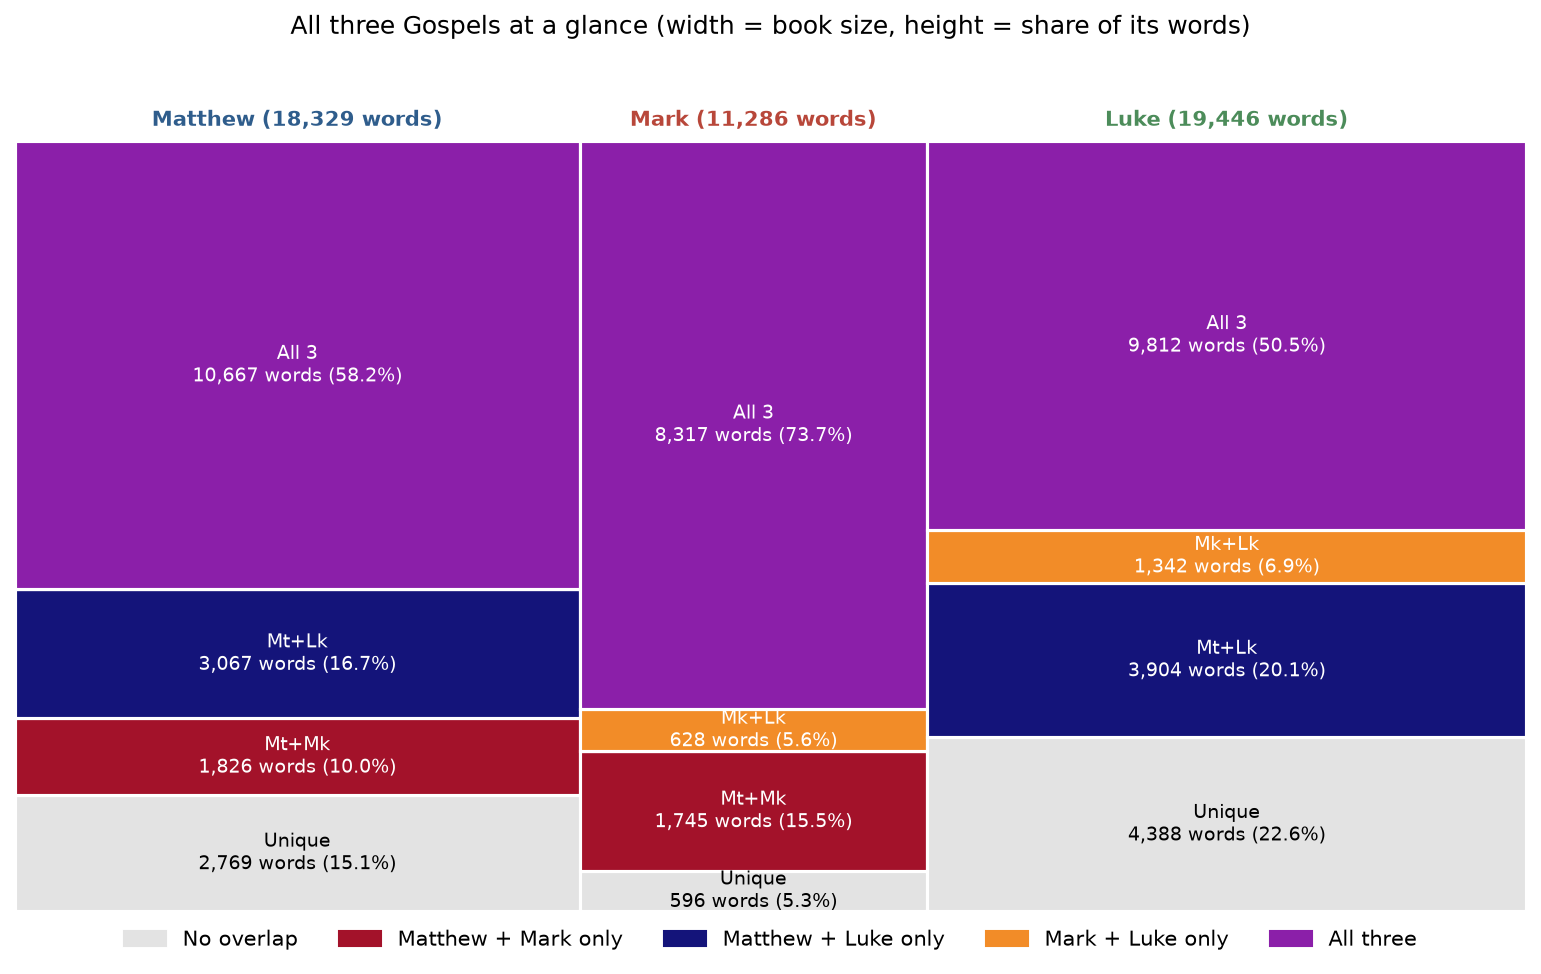 All three Gospels at a glance (width = book size, height = share of its words)
Matthew (18,329 words)
Mark (11,286 words)
Luke (19,446 words)
All 3
10,667 words (58.2%)
Mt+Lk
3,067 words (16.7%)
Mt+Mk
1,826 words (10.0%)
Unique
2,769 words (15.1%)
All 3
8,317 words (73.7%)
Mk+Lk
628 words (5.6%)
Mt+Mk
1,745 words (15.5%)
Unique
596 words (5.3%)
All 3
9,812 words (50.5%)
Mk+Lk
1,342 words (6.9%)
Mt+Lk
3,904 words (20.1%)
Unique
4,388 words (22.6%)
No overlap
Matthew + Mark only
Matthew + Luke only
Mark + Luke only
All three